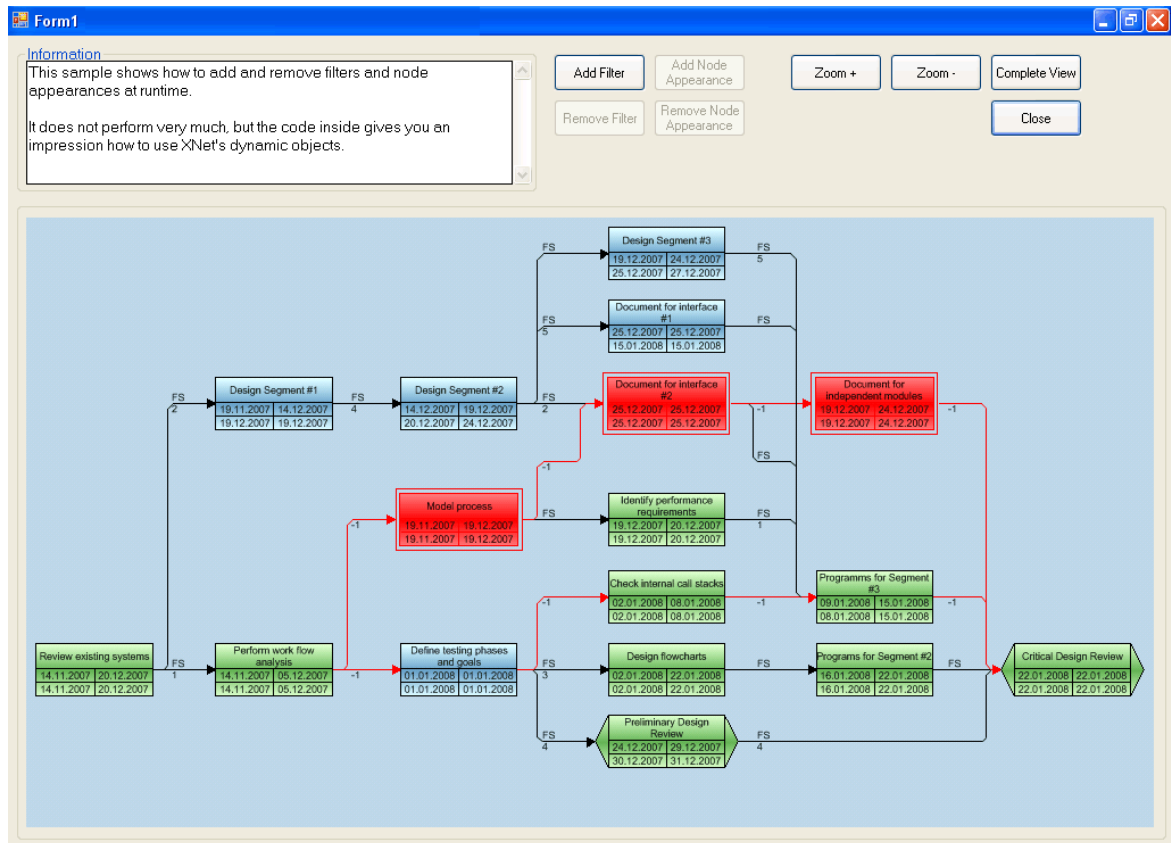 Form1
Information
This sample shows how to add and remove filters and node
appearances at runtime.
It does not perform very much, but the code inside gives you an
impression how to use XNet's dynamic objects.
Add Filter
Add Node
Appearance
Zoom +
Zoom -
Complete View
Remove Filter
Remove Node
Appearance
Close
Design Segment #3
19.12.2007 24.12.2007
25.12.2007 27.12.2007
FS
FS
5
Document for interface
#1
25.12.2007 25.12.2007
15.01.2008 15.01.2008
FS
5
FS
Design Segment #1
19.11.2007 14.12.2007
19.12.2007 19.12.2007
FS
2
FS
4
Design Segment #2
14.12.2007 19.12.2007
20.12.2007 24.12.2007
FS
2
Document for interface
#2
25.12.2007 25.12.2007
25.12.2007 25.12.2007
-1
FS
Document for
independent modules
19.12.2007 24.12.2007
19.12.2007 24.12.2007
-1
-1
Model process
19.11.2007 19.12.2007
19.11.2007 19.12.2007
-1
FS
Identify performance
requirements
19.12.2007 20.12.2007
19.12.2007 20.12.2007
FS
1
Check internal call stacks
02.01.2008 08.01.2008
02.01.2008 08.01.2008
-1
-1
Programms for Segment
#3
09.01.2008 15.01.2008
08.01.2008 15.01.2008
-1
Review existing systems
14.11.2007 20.12.2007
14.11.2007 20.12.2007
FS
1
Perform work flow
analysis
14.11.2007 05.12.2007
14.11.2007 05.12.2007
-1
Define testing phases
and goals
01.01.2008 01.01.2008
01.01.2008 01.01.2008
FS
3
Design flowcharts
02.01.2008 22.01.2008
02.01.2008 22.01.2008
FS
Programs for Segment #2
16.01.2008 22.01.2008
16.01.2008 22.01.2008
FS
Critical Design Review
22.01.2008 22.01.2008
22.01.2008 22.01.2008
FS
4
Preliminary Design
Review
24.12.2007 29.12.2007
30.12.2007 31.12.2007
FS
4